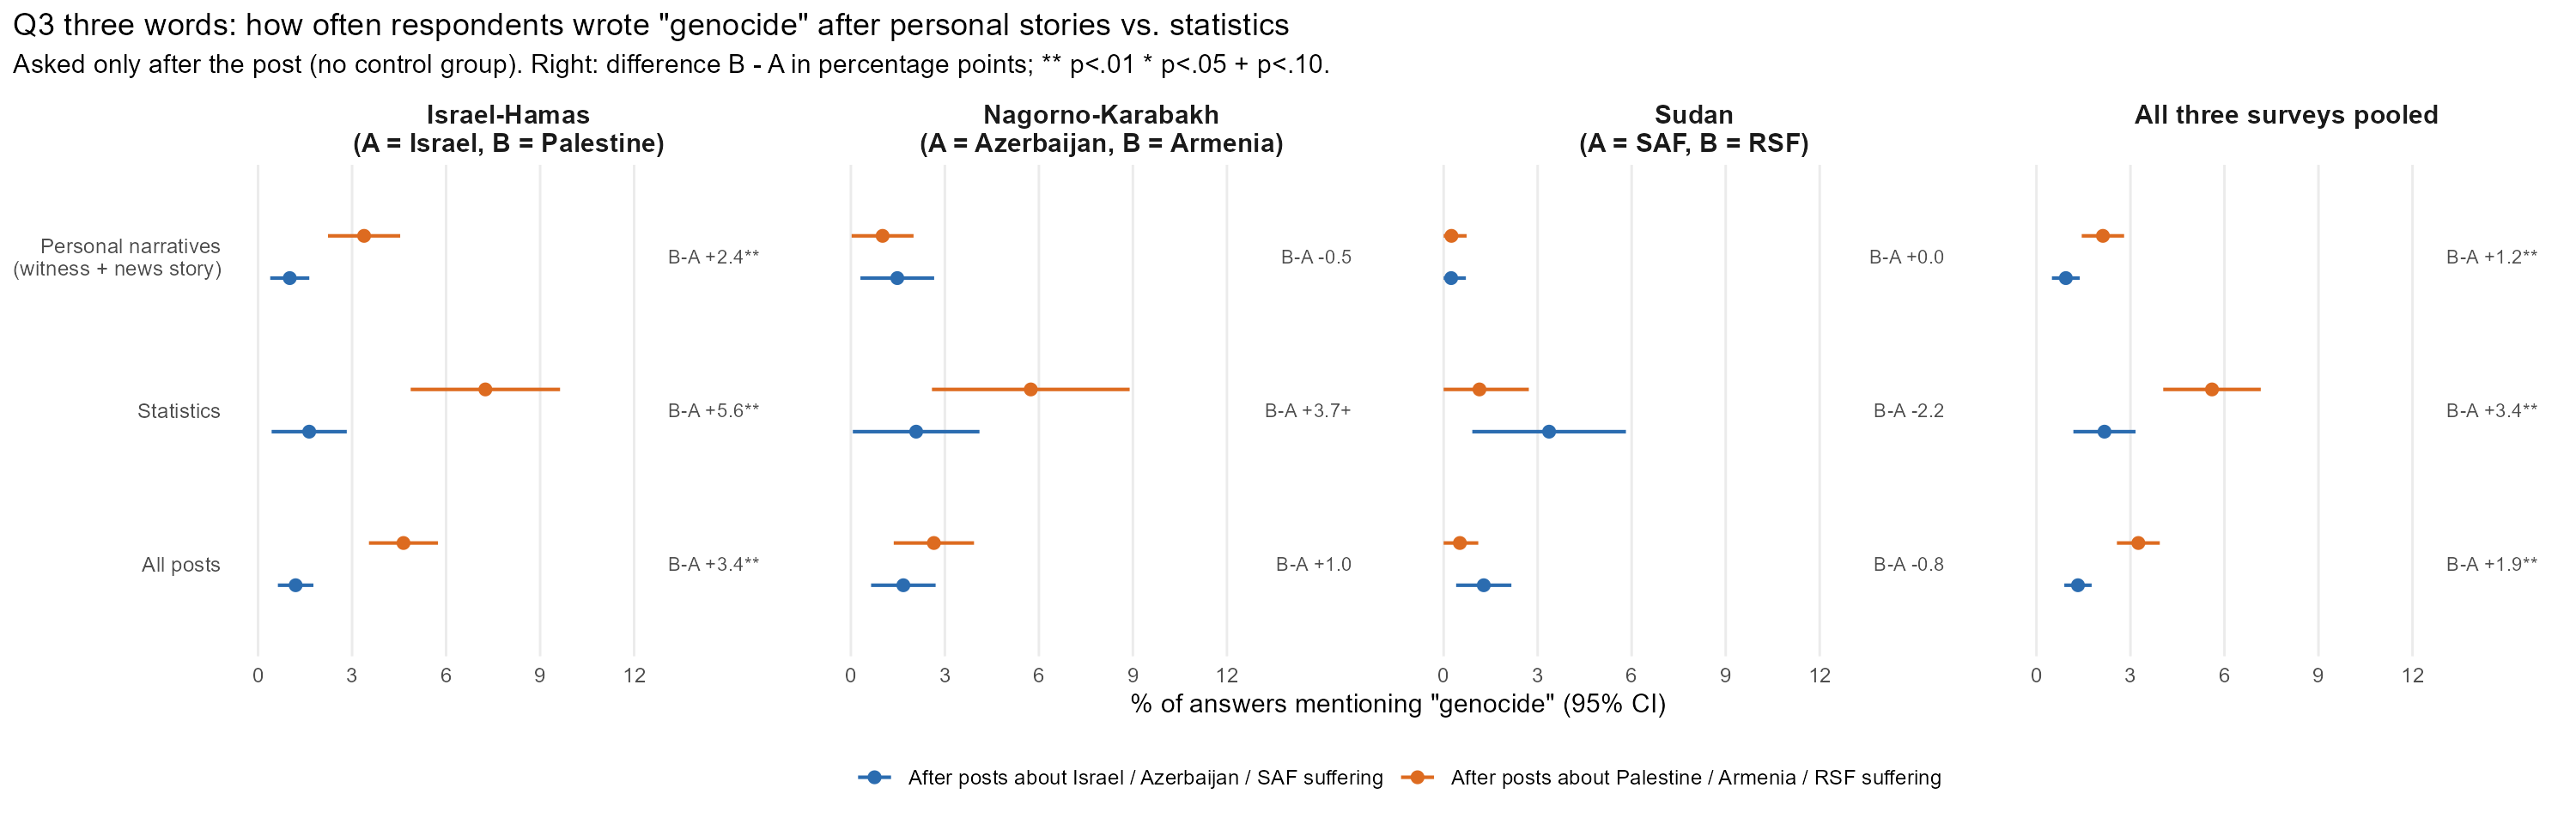 Q3 three words: how often respondents wrote "genocide" after personal stories vs. statistics
Asked only after the post (no control group). Right: difference B - A in percentage points; ** p<.01 * p<.05 + p<.10.
Israel-Hamas
(A = Israel, B = Palestine)
Nagorno-Karabakh
(A = Azerbaijan, B = Armenia)
Sudan
(A = SAF, B = RSF)
All three surveys pooled
Personal narratives
(witness + news story)
B-A +2.4**
B-A -0.5
B-A +0.0
B-A +1.2**
Statistics
B-A +5.6**
B-A +3.7+
B-A -2.2
B-A +3.4**
All posts
B-A +3.4**
B-A +1.0
B-A -0.8
B-A +1.9**
0 3 6 9 12
0 3 6 9 12
0 3 6 9 12
0 3 6 9 12
% of answers mentioning "genocide" (95% CI)
After posts about Israel / Azerbaijan / SAF suffering
After posts about Palestine / Armenia / RSF suffering